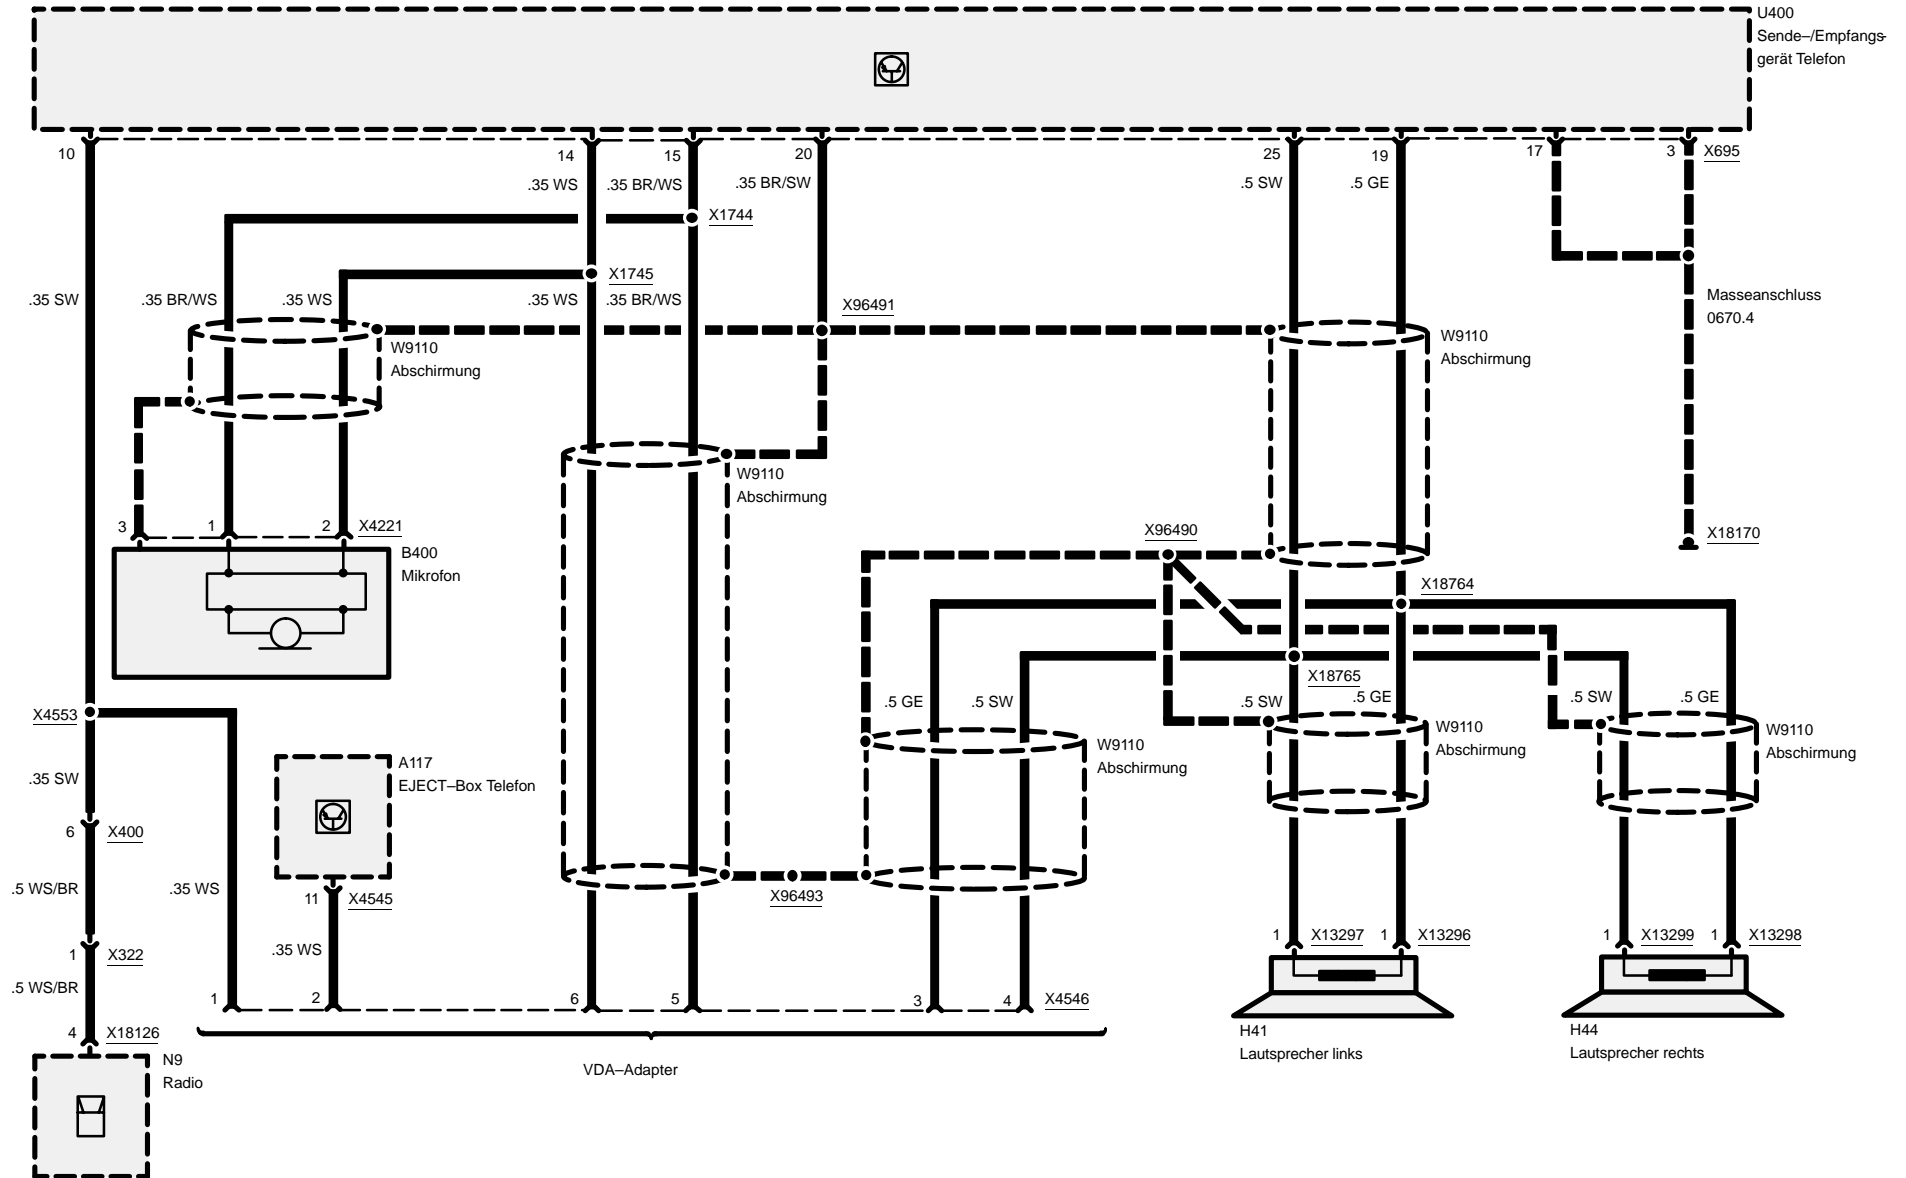 U400
Sende–/Empfangs-
gerät Telefon
10
14
15
20
25
19
17
3
X695
.35 WS
.35 BR/WS
.35 BR/SW
.5 SW
.5 GE
X1744
X1745
.35 SW
.35 BR/WS
.35 WS
.35 WS
.35 BR/WS
X96491
Masseanschluss
0670.4
W9110
Abschirmung
W9110
Abschirmung
W9110
Abschirmung
3
1
2
X4221
X96490
X18170
B400
Mikrofon
X18764
X18765
.5 GE
.5 SW
.5 SW
.5 GE
.5 SW
.5 GE
X4553
W9110
Abschirmung
W9110
Abschirmung
W9110
Abschirmung
A117
EJECT–Box Telefon
.35 SW
6
X400
.5 WS/BR
.35 WS
11
X4545
X96493
1
X13297
1
X13296
1
X13299
1
X13298
.35 WS
1
X322
.5 WS/BR
1
2
6
5
3
4
X4546
4
X18126
H41
Lautsprecher links
H44
Lautsprecher rechts
N9
Radio
VDA–Adapter